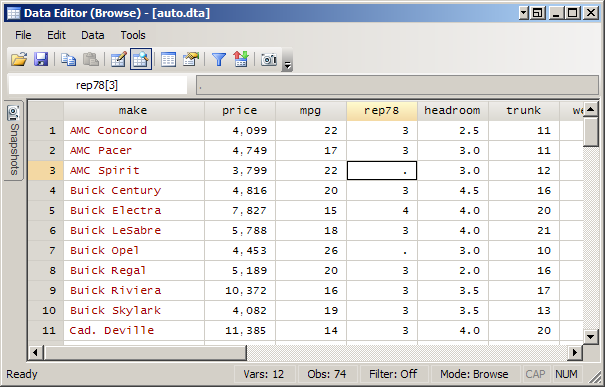 Data Editor (Browse) - [auto.dta]
File Edit Data Tools
rep78[3] .
Snapshots
make price mpg rep78 headroom trunk we
1 AMC Concord 4,099 22 3 2.5 11
2 AMC Pacer 4,749 17 3 3.0 11
3 AMC Spirit 3,799 22 . 3.0 12
4 Buick Century 4,816 20 3 4.5 16
5 Buick Electra 7,827 15 4 4.0 20
6 Buick LeSabre 5,788 18 3 4.0 21
7 Buick Opel 4,453 26 . 3.0 10
8 Buick Regal 5,189 20 3 2.0 16
9 Buick Riviera 10,372 16 3 3.5 17
10 Buick Skylark 4,082 19 3 3.5 13
11 Cad. Deville 11,385 14 3 4.0 20
Ready Vars: 12 Obs: 74 Filter: Off Mode: Browse CAP NUM